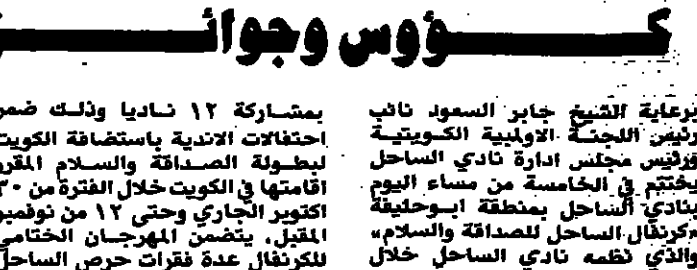 كؤوس وجوائـز
برعاية الشيخ جابر السعود نائب
رئيس اللجنة الاولمبية الكويتية
ورئيس مجلس ادارة نادي الساحل
يختتم في الخامسة من مساء اليوم
بنادي الساحل بمنطقة ابوحليفة
«كرنفال الساحل للصداقة والسلام»
والذي نظمه نادي الساحل خلال
بمشاركة ١٢ ناديا وذلك ضمن
احتفالات الاندية باستضافة الكويت
لبطولة الصداقة والسلام المقرر
اقامتها في الكويت خلال الفترة من ٣٠
اكتوبر الجاري وحتى ١٢ من نوفمبر
المقبل، يتضمن المهرجان الختامي
للكرنفال عدة فقرات حرص الساحل